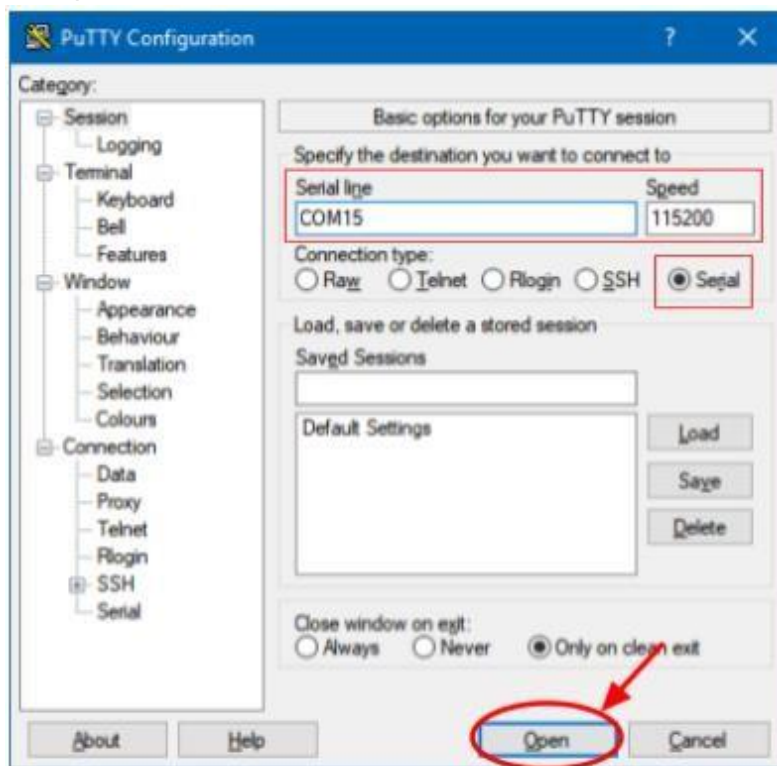 PuTTY Configuration ? ×
Category:
Session
Logging
Terminal
Keyboard
Bell
Features
Window
Appearance
Behaviour
Translation
Selection
Colours
Connection
Data
Proxy
Telnet
Rlogin
SSH
Serial
Basic options for your PuTTY session
Specify the destination you want to connect to
Serial line Speed
COM15 115200
Connection type:
Raw Telnet Rlogin SSH Serial
Load, save or delete a stored session
Saved Sessions
Default Settings
Load
Save
Delete
Close window on exit:
Always Never Only on clean exit
About Help Open Cancel